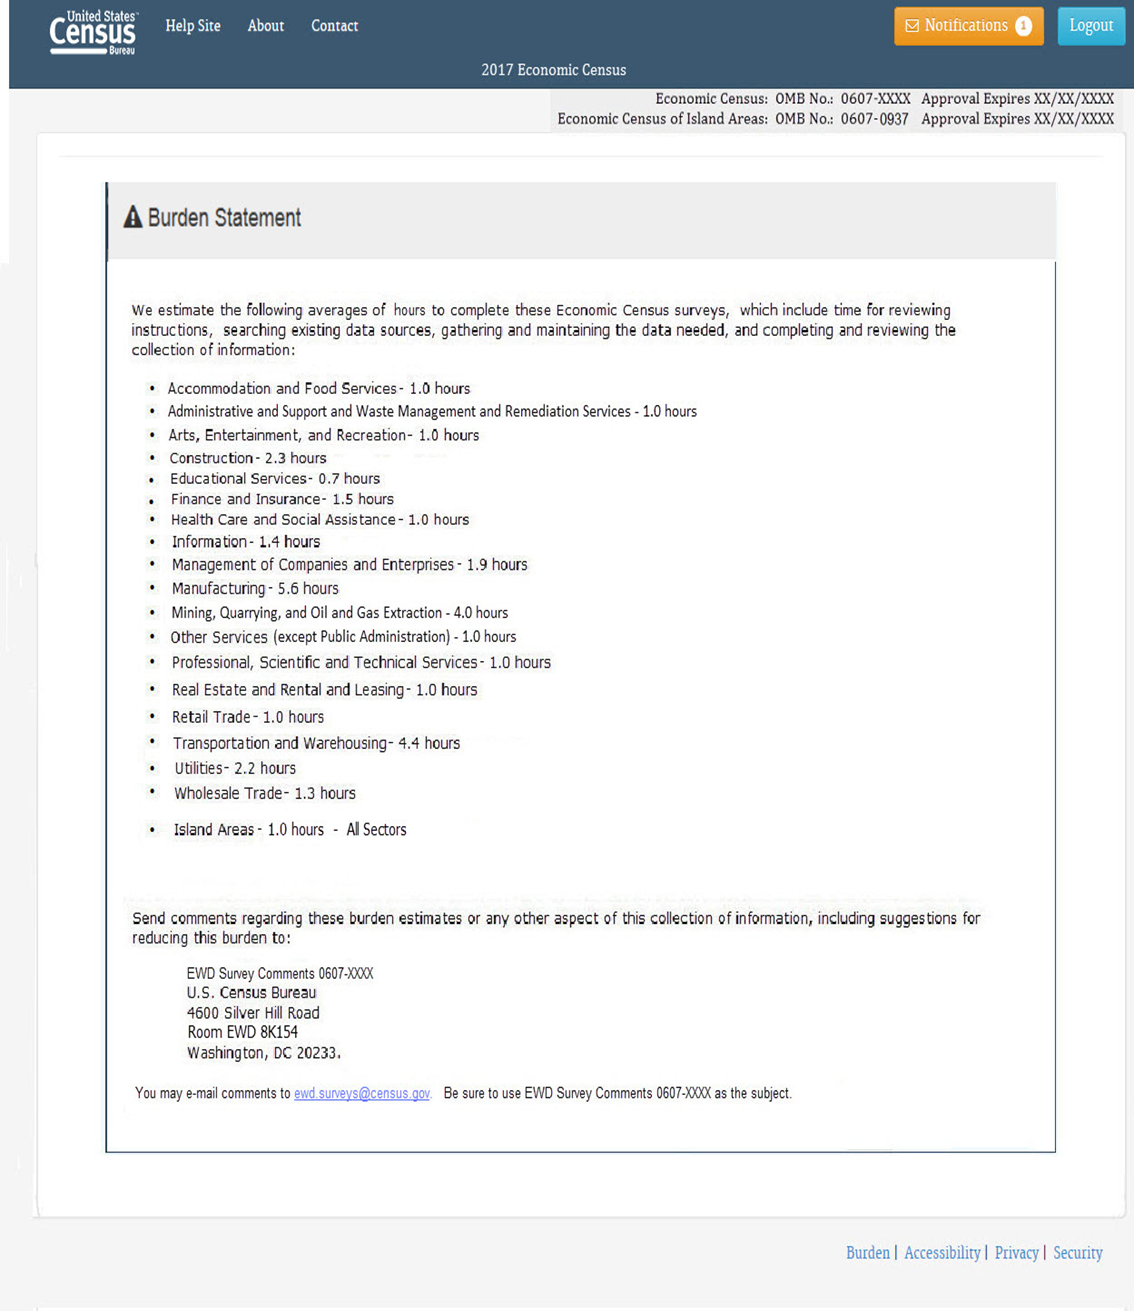 United States®
Census
Bureau
Help Site About Contact
Notifications 1
Logout
2017 Economic Census
Economic Census: OMB No.: 0607-XXXX Approval Expires XX/XX/XXXX
Economic Census of Island Areas: OMB No.: 0607-0937 Approval Expires XX/XX/XXXX
Burden Statement
We estimate the following averages of hours to complete these Economic Census surveys, which include time for reviewing
instructions, searching existing data sources, gathering and maintaining the data needed, and completing and reviewing the
collection of information:
• Accommodation and Food Services- 1.0 hours
• Administrative and Support and Waste Management and Remediation Services - 1.0 hours
• Arts, Entertainment, and Recreation- 1.0 hours
• Construction- 2.3 hours
• Educational Services- 0.7 hours
• Finance and Insurance- 1.5 hours
• Health Care and Social Assistance- 1.0 hours
• Information- 1.4 hours
• Management of Companies and Enterprises- 1.9 hours
• Manufacturing- 5.6 hours
• Mining, Quarrying, and Oil and Gas Extraction - 4.0 hours
• Other Services (except Public Administration) - 1.0 hours
• Professional, Scientific and Technical Services- 1.0 hours
• Real Estate and Rental and Leasing- 1.0 hours
• Retail Trade- 1.0 hours
• Transportation and Warehousing- 4.4 hours
• Utilities- 2.2 hours
• Wholesale Trade- 1.3 hours
• Island Areas- 1.0 hours - All Sectors
Send comments regarding these burden estimates or any other aspect of this collection of information, including suggestions for
reducing this burden to:
EWD Survey Comments 0607-XXXX
U.S. Census Bureau
4600 Silver Hill Road
Room EWD 8K154
Washington, DC 20233.
You may e-mail comments to ewd.surveys@census.gov. Be sure to use EWD Survey Comments 0607-XXXX as the subject.
Burden | Accessibility | Privacy | Security